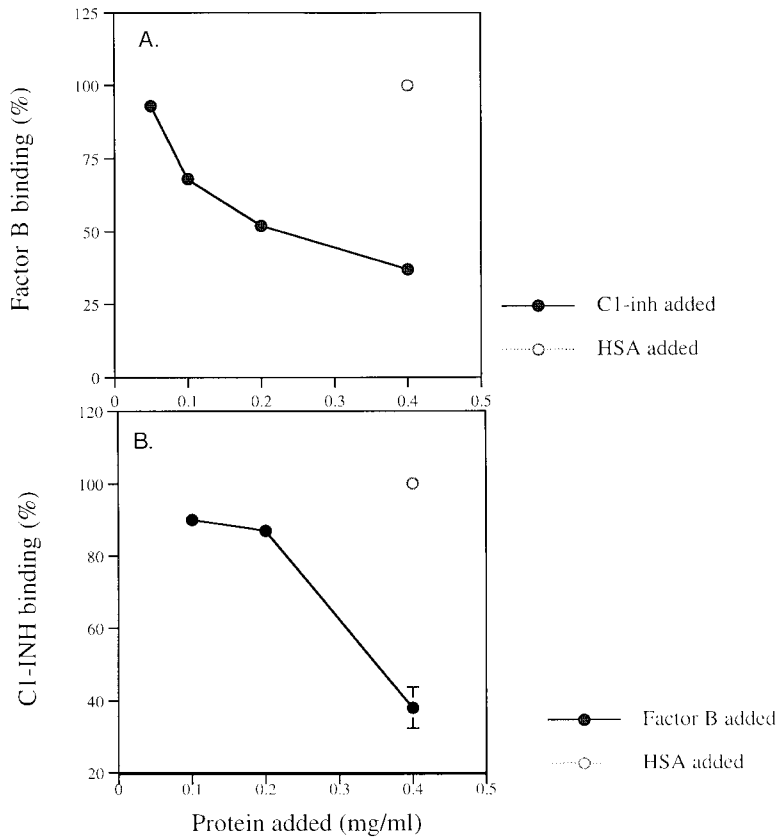 A.
Factor B binding (%)
125
100
75
50
25
0
0 0.1 0.2 0.3 0.4 0.5
C1-inh added
HSA added
B.
C1-INH binding (%)
120
100
80
60
40
20
0 0.1 0.2 0.3 0.4 0.5
Factor B added
HSA added
Protein added (mg/ml)